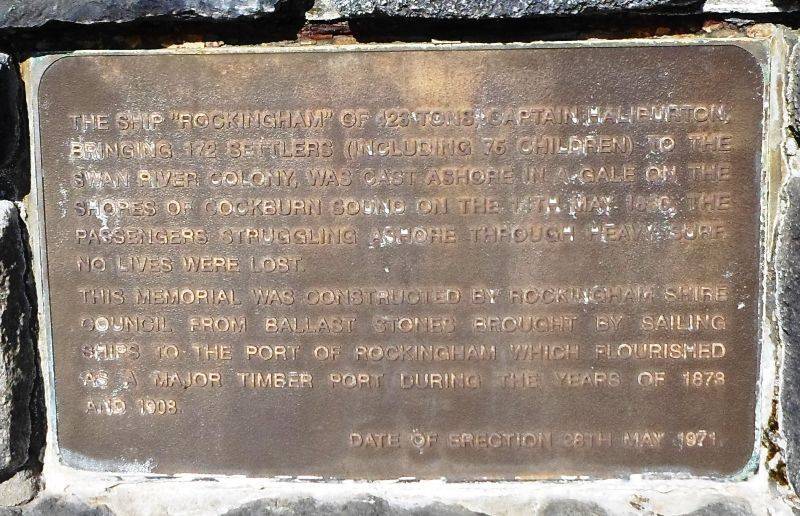 THE SHIP "ROCKINGHAM" OF 423 TONS, CAPTAIN HALIBURTON,
BRINGING 172 SETTLERS (INCLUDING 75 CHILDREN) TO THE
SWAN RIVER COLONY, WAS CAST ASHORE IN A GALE ON THE
SHORES OF COCKBURN SOUND ON THE MAY THE
PASSENGERS STRUGGLING ASHORE THROUGH HEAVY SURF.
NO LIVES WERE LOST.
THIS MEMORIAL WAS CONSTRUCTED BY ROCKINGHAM SHIRE
COUNCIL FROM BALLAST STONES BROUGHT BY SAILING
SHIPS TO THE PORT OF ROCKINGHAM WHICH FLOURISHED
AS A MAJOR TIMBER PORT DURING THE YEARS OF 1878
AND 1908.
DATE OF ERECTION 28TH MAY 1971.